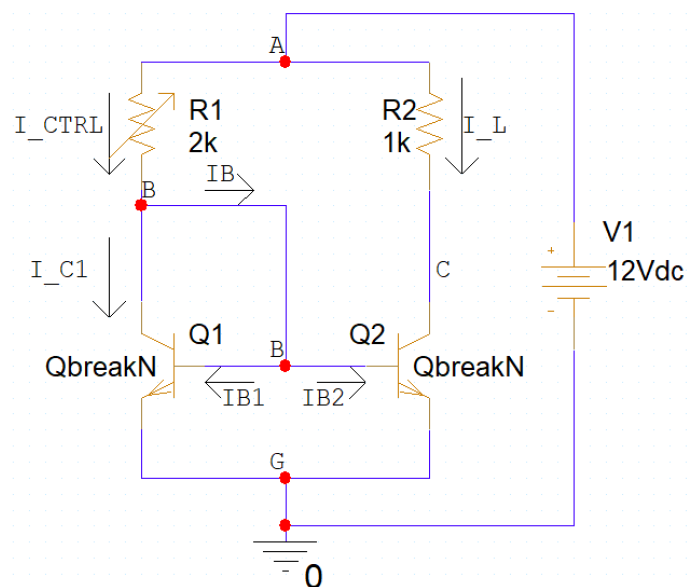 A
I_CTRL
R1
2k
R2
1k
I_L
IB
B
V1
12Vdc
+
-
I_C1
C
Q1
QbreakN
B
Q2
QbreakN
IB1
IB2
G
0